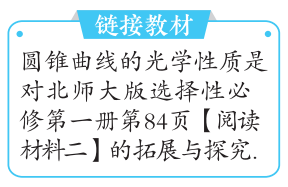 链接教材
圆锥曲线的光学性质是
对北师大版选择性必
修第一册第84页【阅读
材料二】的拓展与探究.